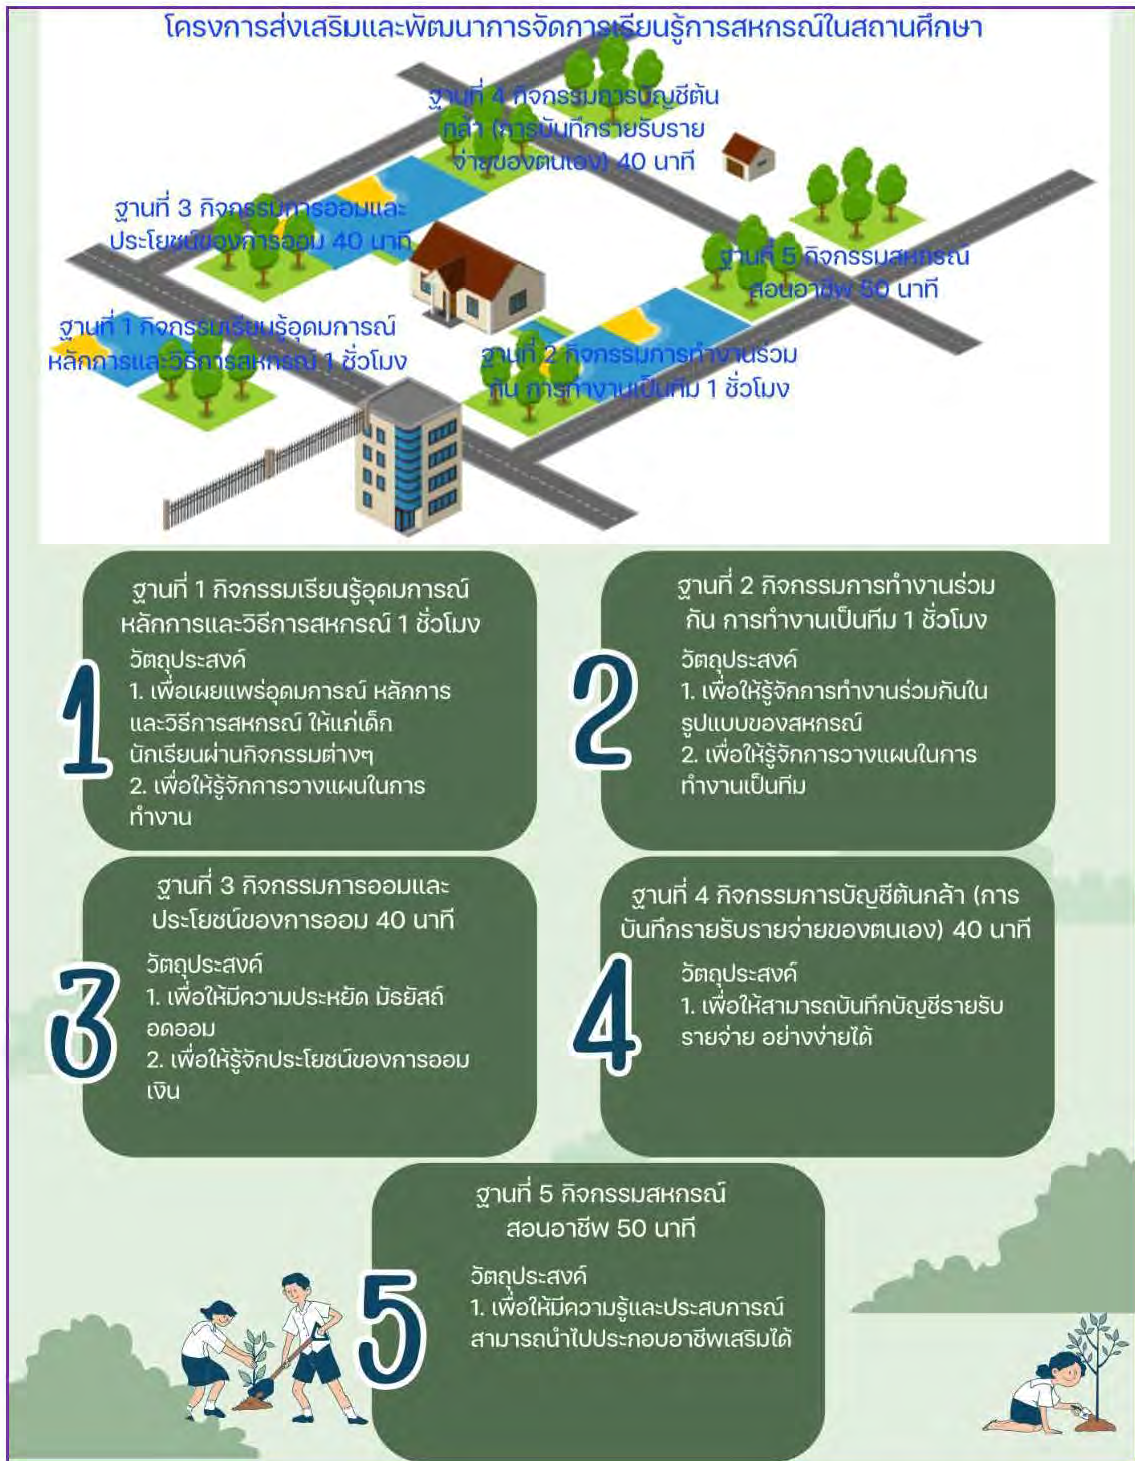 โครงการส่งเสริมและพัฒนาการจัดการเรียนรู้การสหกรณ์ในสถานศึกษา
ฐานที่ 4 กิจกรรมการบัญชีต้น
กล้า (การบันทึกรายรับราย
จ่ายของตนเอง) 40 นาที
ฐานที่ 3 กิจกรรมการออมและ
ประโยชน์ของการออม 40 นาที
ฐานที่ 5 กิจกรรมสหกรณ์
สอนอาชีพ 50 นาที
ฐานที่ 1 กิจกรรมเรียนรู้อุดมการณ์
หลักการและวิธีการสหกรณ์ 1 ชั่วโมง
ฐานที่ 2 กิจกรรมการทำงานร่วม
กัน การทำงานเป็นทีม 1 ชั่วโมง
1
ฐานที่ 1 กิจกรรมเรียนรู้อุดมการณ์
หลักการและวิธีการสหกรณ์ 1 ชั่วโมง
วัตถุประสงค์
1. เพื่อเผยแพร่อุดมการณ์ หลักการ
และวิธีการสหกรณ์ ให้แก่เด็ก
นักเรียนผ่านกิจกรรมต่างๆ
2. เพื่อให้รู้จักการวางแผนในการ
ทำงาน
2
ฐานที่ 2 กิจกรรมการทำงานร่วม
กัน การทำงานเป็นทีม 1 ชั่วโมง
วัตถุประสงค์
1. เพื่อให้รู้จักการทำงานร่วมกันใน
รูปแบบของสหกรณ์
2. เพื่อให้รู้จักการวางแผนในการ
ทำงานเป็นทีม
3
ฐานที่ 3 กิจกรรมการออมและ
ประโยชน์ของการออม 40 นาที
วัตถุประสงค์
1. เพื่อให้มีความประหยัด มัธยัสถ์
อดออม
2. เพื่อให้รู้จักประโยชน์ของการออม
เงิน
4
ฐานที่ 4 กิจกรรมการบัญชีต้นกล้า (การ
บันทึกรายรับรายจ่ายของตนเอง) 40 นาที
วัตถุประสงค์
1. เพื่อให้สามารถบันทึกบัญชีรายรับ
รายจ่าย อย่างง่ายได้
5
ฐานที่ 5 กิจกรรมสหกรณ์
สอนอาชีพ 50 นาที
วัตถุประสงค์
1. เพื่อให้มีความรู้และประสบการณ์
สามารถนำไปประกอบอาชีพเสริมได้